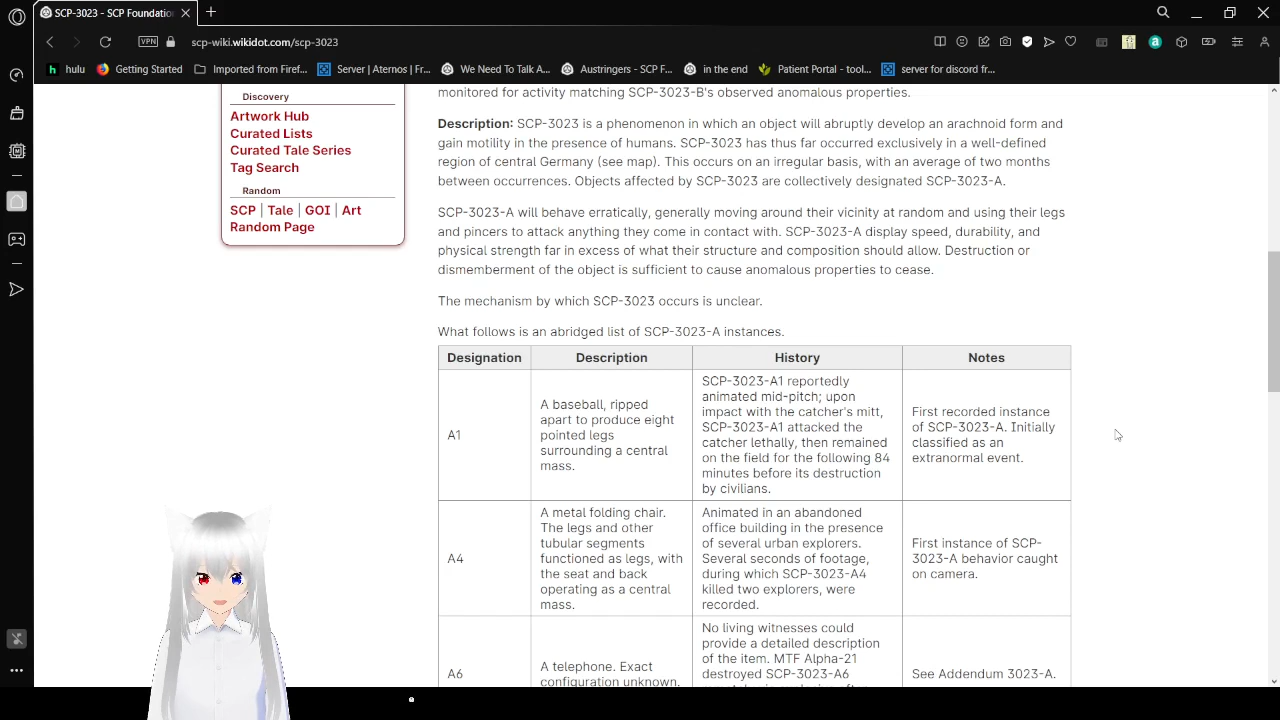 SCP-3023 - SCP Foundatio
VPN
scp-wiki.wikidot.com/scp-3023
hulu
Getting Started
Imported from Firef...
Server | Aternos | Fr...
We Need To Talk A...
Austringers - SCP F...
in the end
Patient Portal - tool...
server for discord fr...
Discovery
Artwork Hub
Curated Lists
Curated Tale Series
Tag Search
Random
SCP | Tale | GOI | Art
Random Page
monitored for activity matching SCP-3023-B's observed anomalous properties.
Description: SCP-3023 is a phenomenon in which an object will abruptly develop an arachnoid form and
gain motility in the presence of humans. SCP-3023 has thus far occurred exclusively in a well-defined
region of central Germany (see map). This occurs on an irregular basis, with an average of two months
between occurrences. Objects affected by SCP-3023 are collectively designated SCP-3023-A.
SCP-3023-A will behave erratically, generally moving around their vicinity at random and using their legs
and pincers to attack anything they come in contact with. SCP-3023-A display speed, durability, and
physical strength far in excess of what their structure and composition should allow. Destruction or
dismemberment of the object is sufficient to cause anomalous properties to cease.
The mechanism by which SCP-3023 occurs is unclear.
What follows is an abridged list of SCP-3023-A instances.
Designation
Description
History
Notes
A1
A baseball, ripped
apart to produce eight
pointed legs
surrounding a central
mass.
SCP-3023-A1 reportedly
animated mid-pitch; upon
impact with the catcher's mitt,
SCP-3023-A1 attacked the
catcher lethally, then remained
on the field for the following 84
minutes before its destruction
by civilians.
First recorded instance
of SCP-3023-A. Initially
classified as an
extranormal event.
A4
A metal folding chair.
The legs and other
tubular segments
functioned as legs, with
the seat and back
operating as a central
mass.
Animated in an abandoned
office building in the presence
of several urban explorers.
Several seconds of footage,
during which SCP-3023-A4
killed two explorers, were
recorded.
First instance of SCP-
3023-A behavior caught
on camera.
A6
A telephone. Exact
configuration unknown.
No living witnesses could
provide a detailed description
of the item. MTF Alpha-21
destroyed SCP-3023-A6
See Addendum 3023-A.